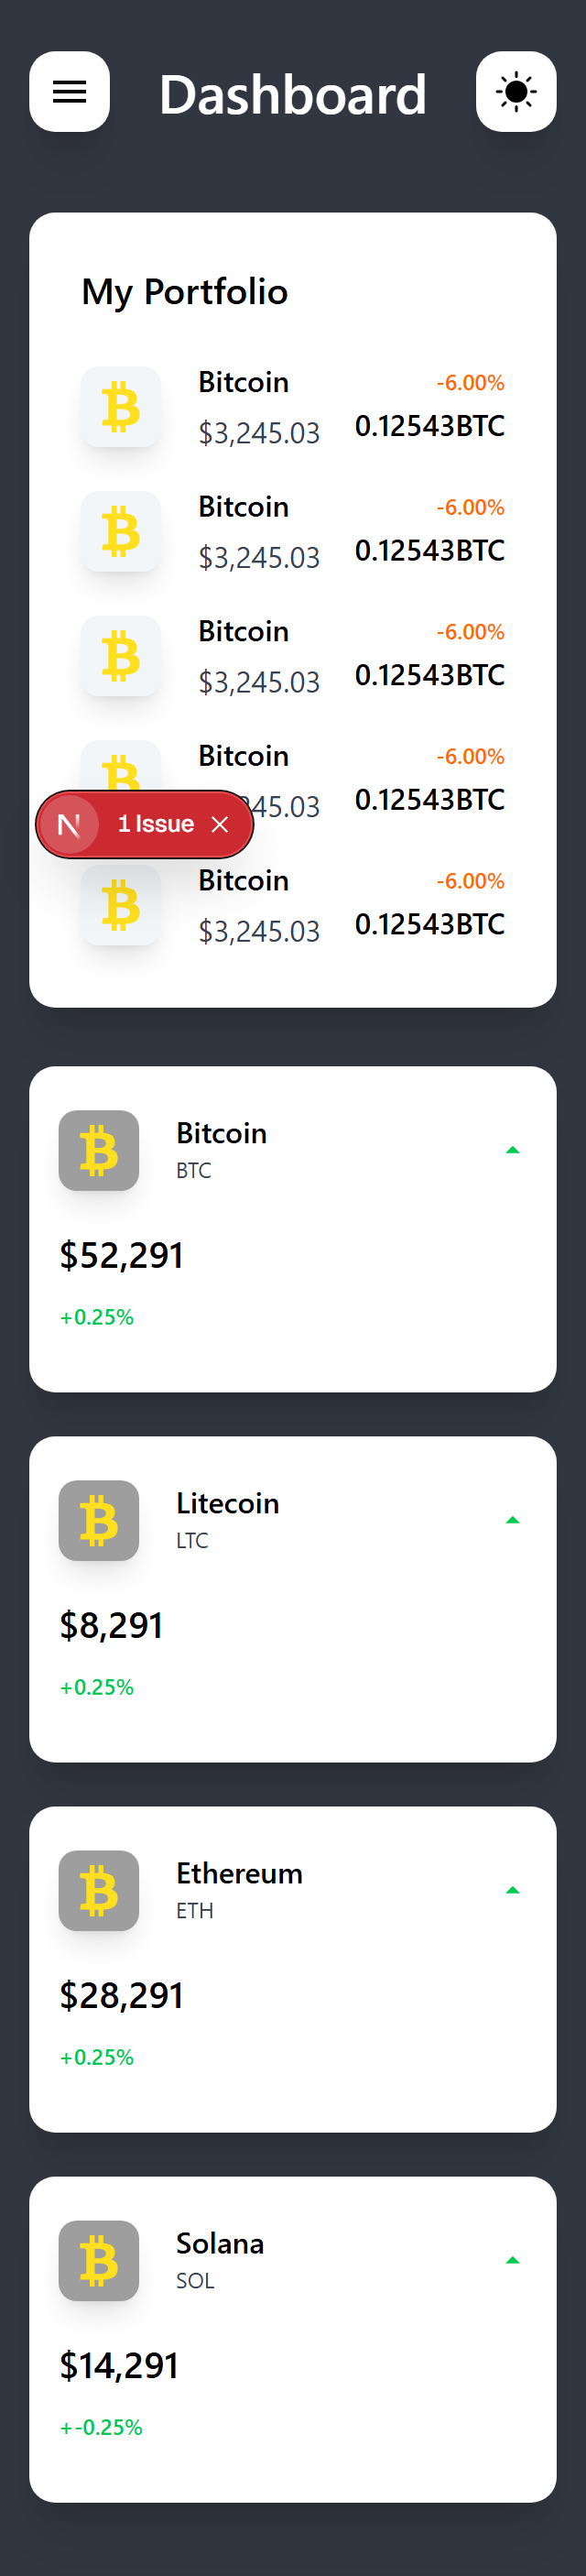 Dashboard
My Portfolio
Bitcoin
-6.00%
$3,245.03
0.12543BTC
Bitcoin
-6.00%
$3,245.03
0.12543BTC
Bitcoin
-6.00%
$3,245.03
0.12543BTC
Bitcoin
-6.00%
245.03
0.12543BTC
N 1 Issue
Bitcoin
-6.00%
$3,245.03
0.12543BTC
Bitcoin
BTC
$52,291
+0.25%
Litecoin
LTC
$8,291
+0.25%
Ethereum
ETH
$28,291
+0.25%
Solana
SOL
$14,291
+-0.25%